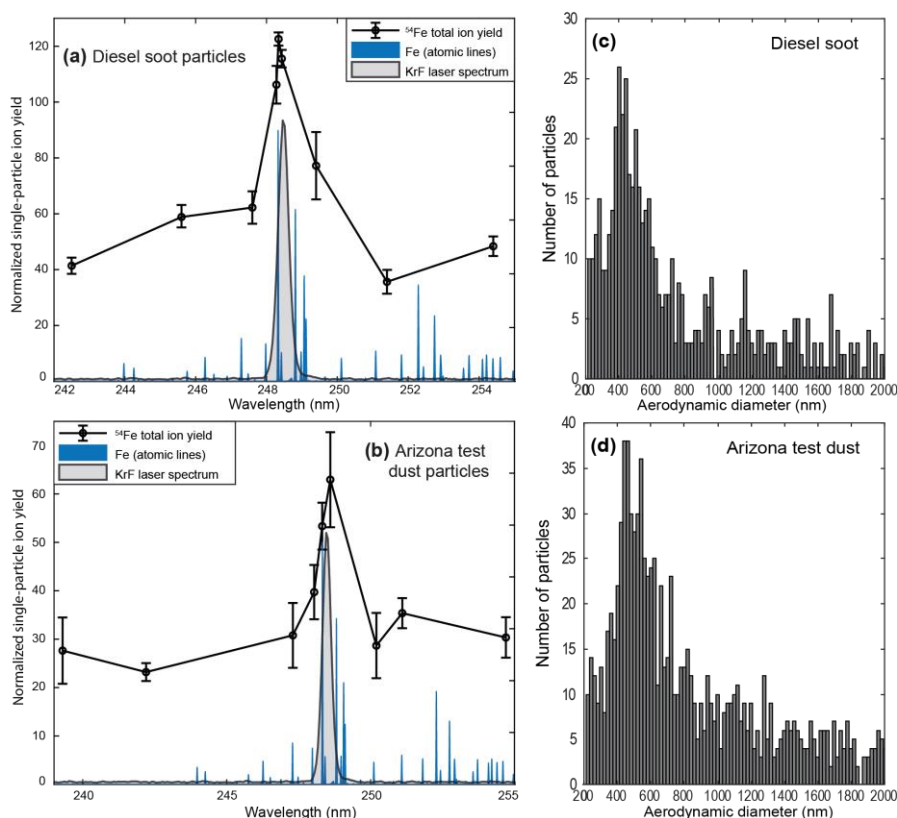 (a) Diesel soot particles
⁵⁴Fe total ion yield
Fe (atomic lines)
KrF laser spectrum
Normalized single-particle ion yield
120
100
80
60
40
20
0
242 244 246 248 250 252 254
Wavelength (nm)
(c) Diesel soot
Number of particles
30
25
20
15
10
5
0
200 400 600 800 1000 1200 1400 1600 1800 2000
Aerodynamic diameter (nm)
⁵⁴Fe total ion yield
Fe (atomic lines)
KrF laser spectrum
(b) Arizona test
dust particles
Normalized single-particle ion yield
70
60
50
40
30
20
10
0
240 245 250 255
Wavelength (nm)
(d) Arizona test dust
Number of particles
40
35
30
25
20
15
10
5
0
200 400 600 800 1000 1200 1400 1600 1800 2000
Aerodynamic diameter (nm)